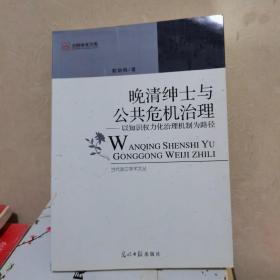 晚清绅士与
公共危机治理
——以知识权力化治理机制为路径
WANQING SHENSHI YU
GONGGONG WEIJI ZHILI
光明日报出版社